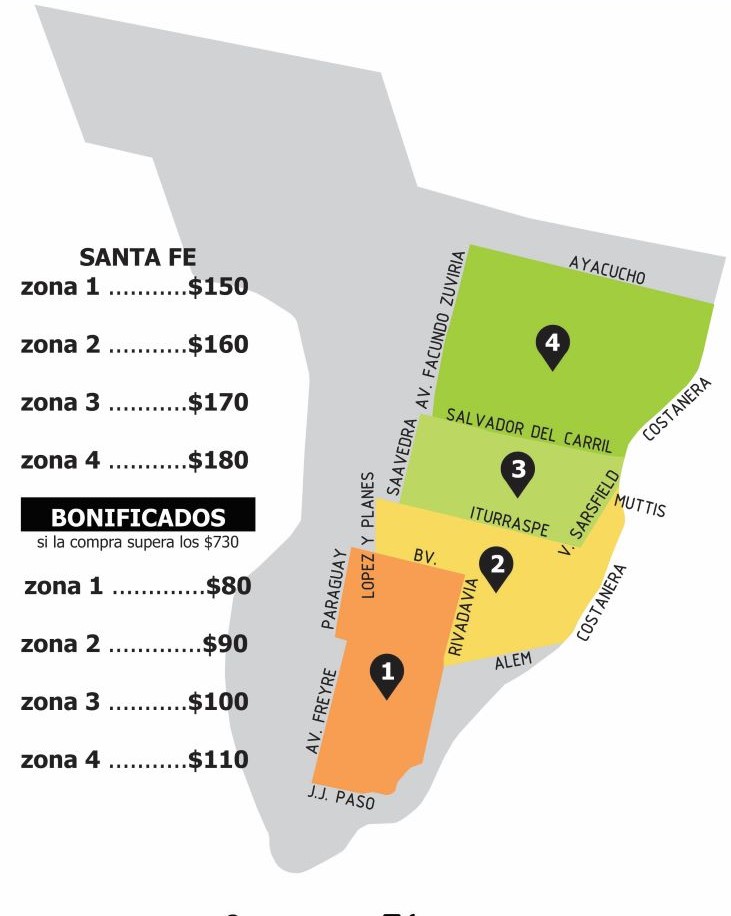 SANTA FE
zona 1 ...........$150
zona 2 ...........$160
zona 3 ...........$170
zona 4 ...........$180
BONIFICADOS
si la compra supera los $730
zona 1 .............$80
zona 2 .............$90
zona 3 ...........$100
zona 4 ...........$110
AYACUCHO
AV. FACUNDO ZUVIRIA
4
COSTANERA
SALVADOR DEL CARRIL
SAAVEDRA
3
V. SARSFIELD
MUTTIS
ITURRASPE
LOPEZ Y PLANES
BV.
2
COSTANERA
PARAGUAY
RIVADAVIA
ALEM
1
AV. FREYRE
J.J. PASO